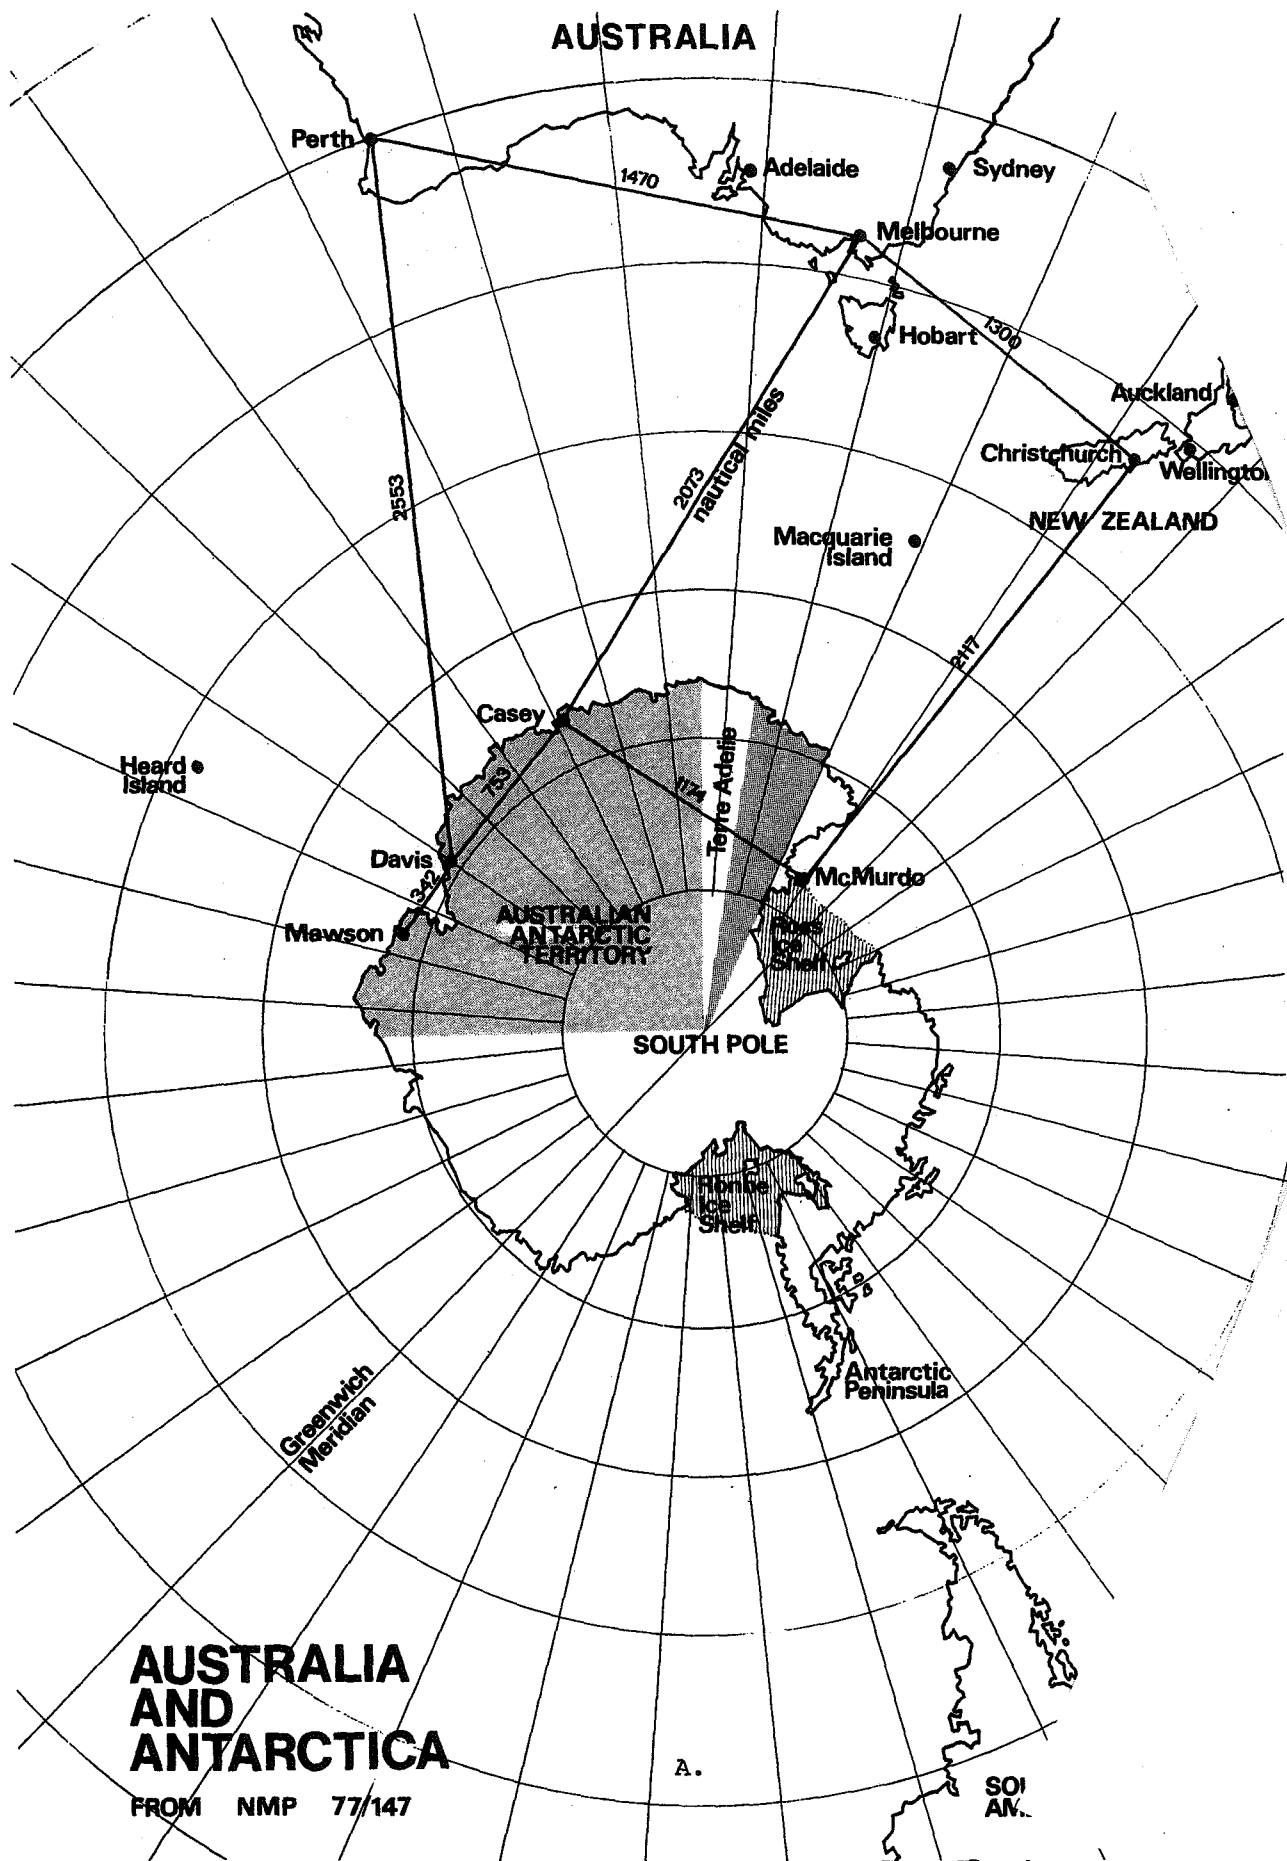 AUSTRALIA
Perth
1470
Adelaide
Sydney
Melbourne
Hobart
1300
Auckland
Christchurch
Wellington
NEW ZEALAND
2553
2073
nautical miles
Macquarie
Island
2117
Casey
Heard
Island
753
1174
Terre Adelie
Davis
342
McMurdo
Mawson
AUSTRALIAN
ANTARCTIC
TERRITORY
Ross
Ice
Shelf
SOUTH POLE
Ronne
Ice
Shelf
Antarctic
Peninsula
Greenwich
Meridian
AUSTRALIA
AND
ANTARCTICA
FROM NMP 77/147
A.